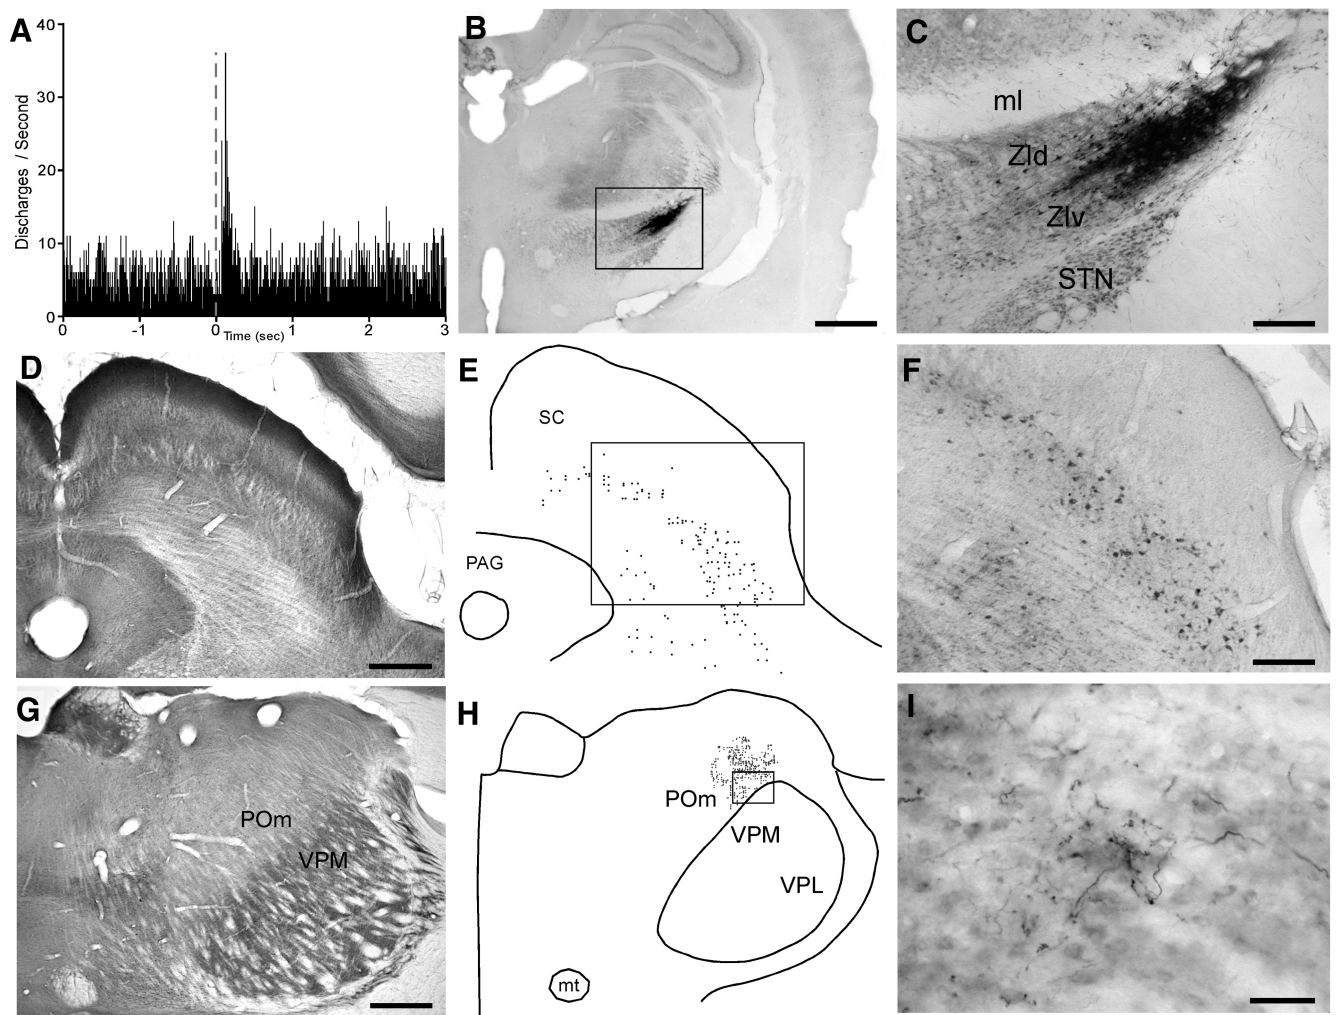 A
Discharges / Second
40
30
20
10
0
0 -1 0 1 2 3
Time (sec)
B
C
ml
ZId
ZIv
STN
D
E
SC
PAG
F
G
POm
VPM
H
POm
VPM
VPL
mt
I